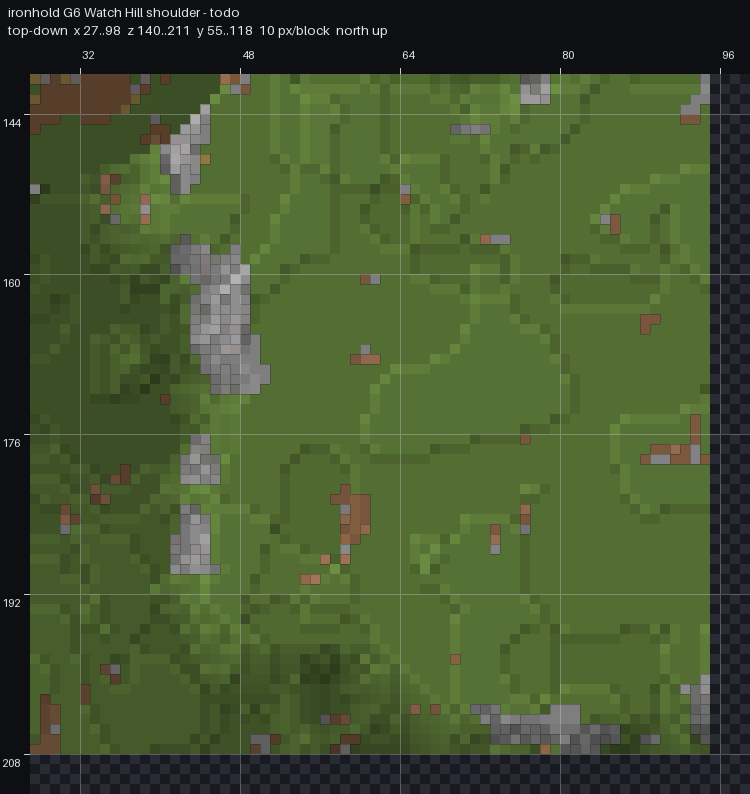 ironhold G6 Watch Hill shoulder - todo
top-down  x 27..98  z 140..211  y 55..118  10 px/block  north up
32 48 64 80 96
144
160
176
192
208